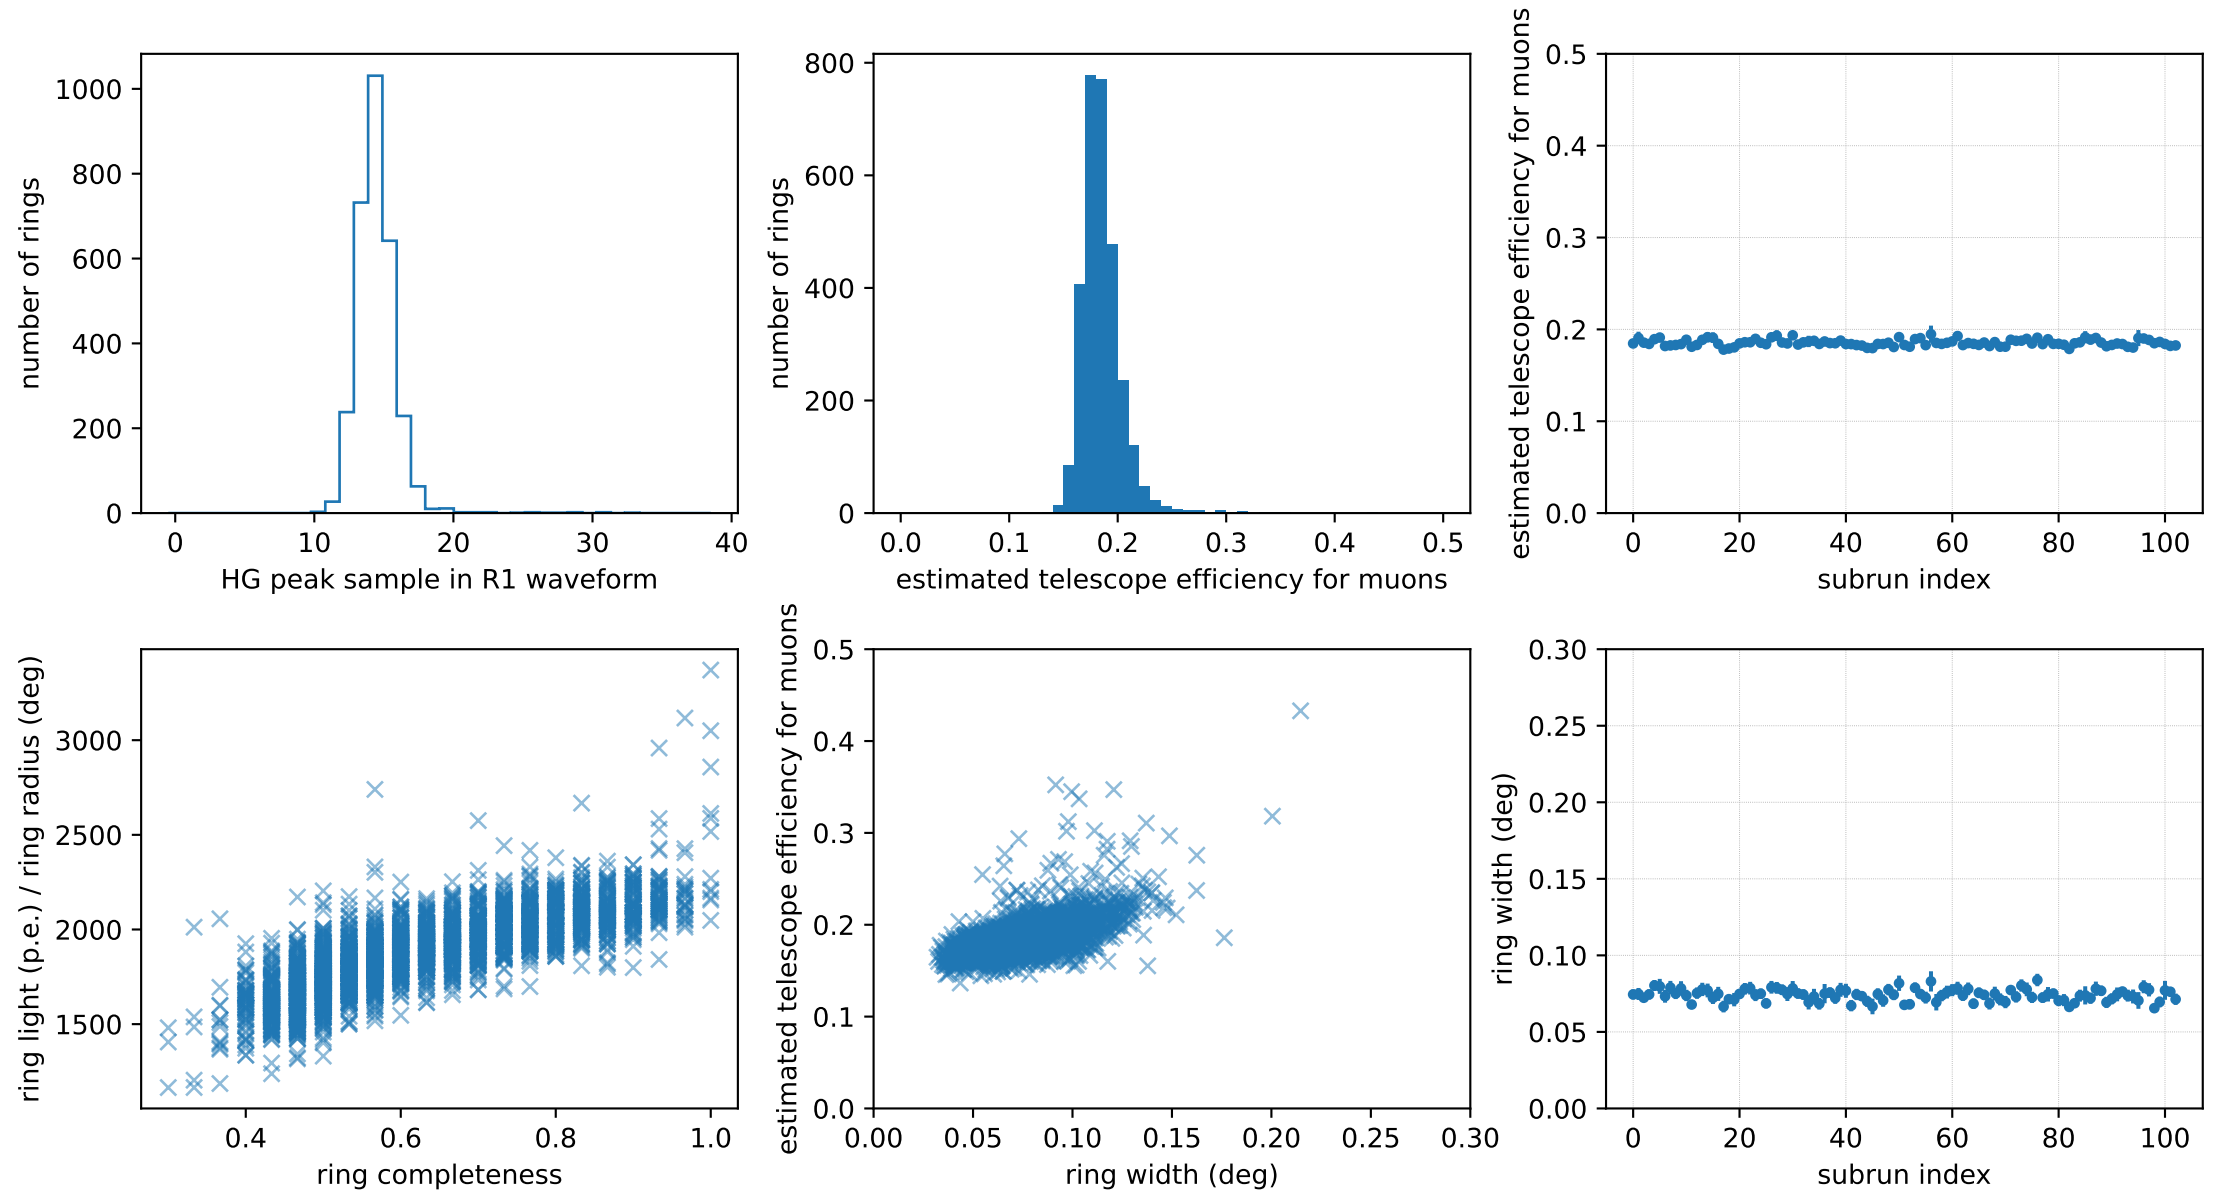 number of rings
1000
800
600
400
200
0
0 10 20 30 40
HG peak sample in R1 waveform
number of rings
800
600
400
200
0
0.0 0.1 0.2 0.3 0.4 0.5
estimated telescope efficiency for muons
estimated telescope efficiency for muons
0.5
0.4
0.3
0.2
0.1
0.0
0 20 40 60 80 100
subrun index
ring light (p.e.) / ring radius (deg)
3000
2500
2000
1500
0.4 0.6 0.8 1.0
ring completeness
estimated telescope efficiency for muons
0.5
0.4
0.3
0.2
0.1
0.0
0.00 0.05 0.10 0.15 0.20 0.25 0.30
ring width (deg)
ring width (deg)
0.30
0.25
0.20
0.15
0.10
0.05
0.00
0 20 40 60 80 100
subrun index